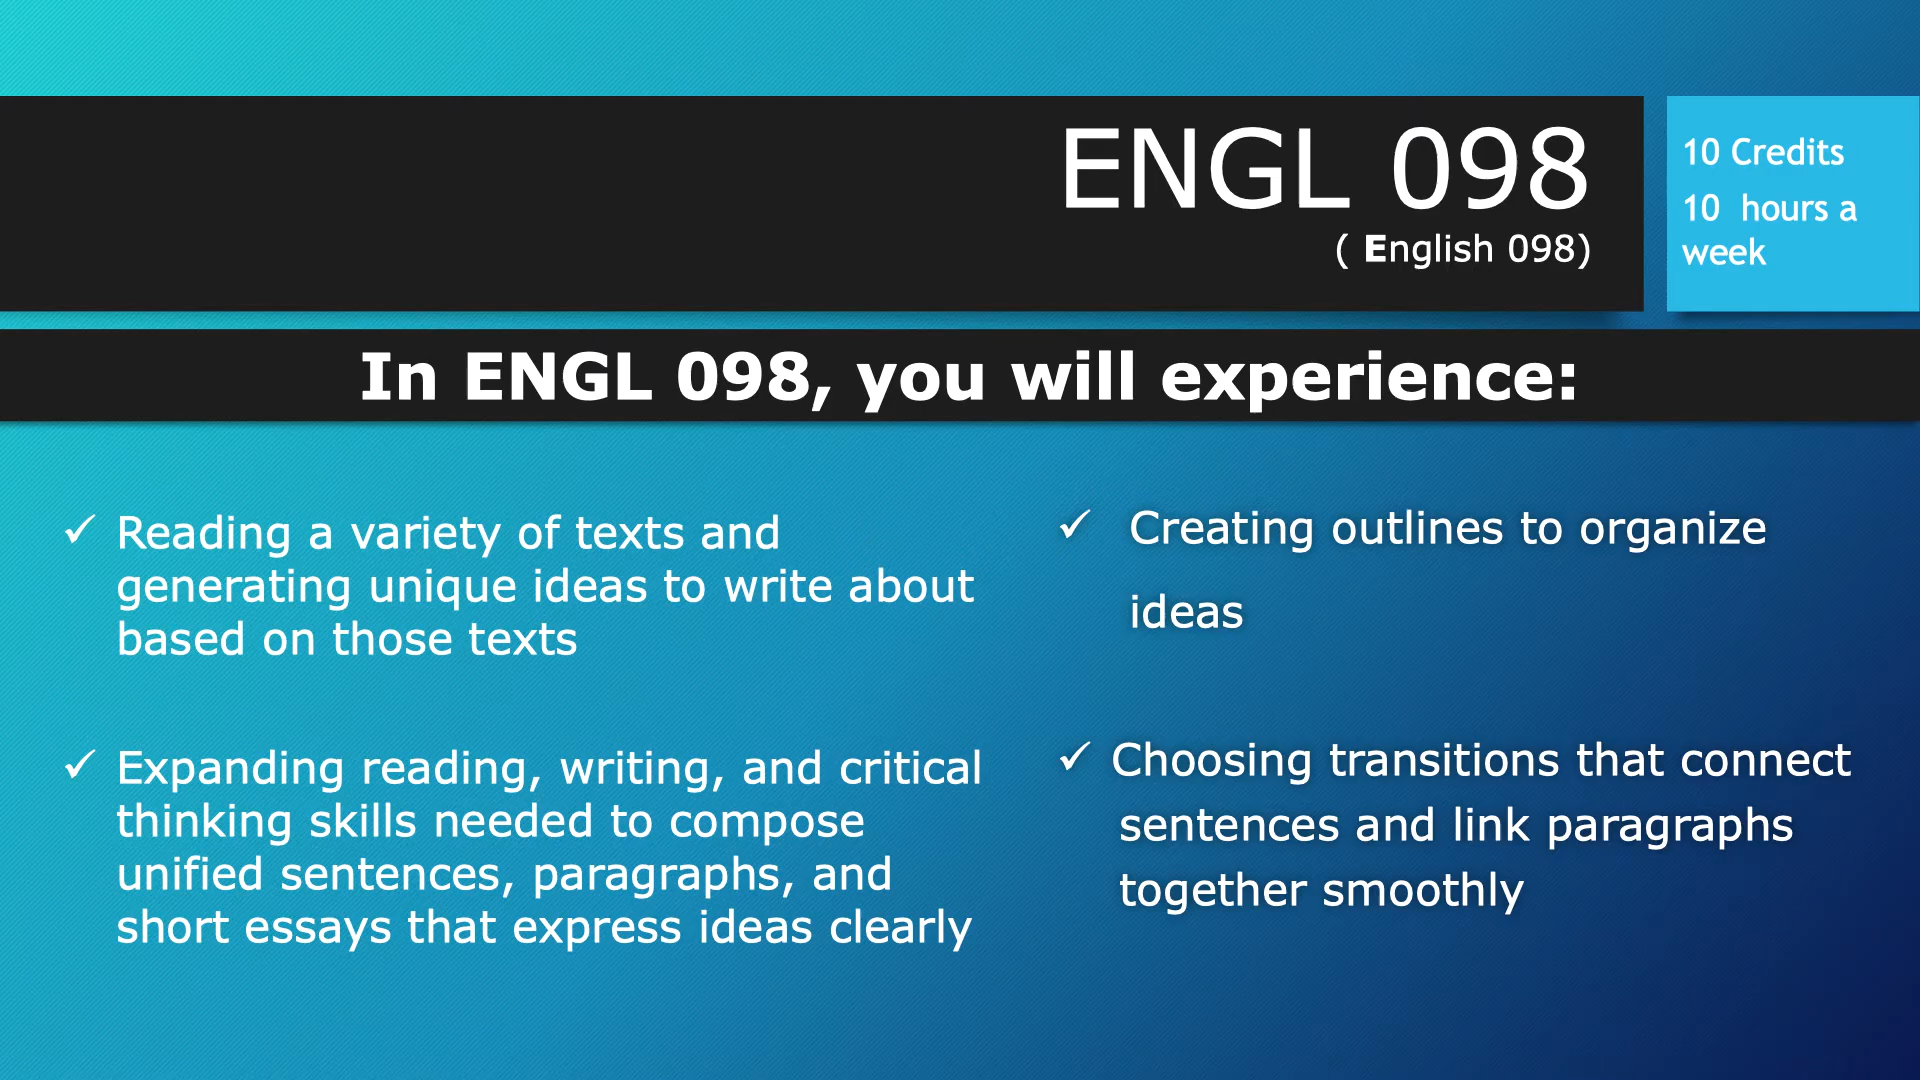 ENGL 098
( English 098)
10 Credits
10 hours a
week
In ENGL 098, you will experience:
✓ Reading a variety of texts and
generating unique ideas to write about
based on those texts
✓ Expanding reading, writing, and critical
thinking skills needed to compose
unified sentences, paragraphs, and
short essays that express ideas clearly
✓ Creating outlines to organize
ideas
✓ Choosing transitions that connect
sentences and link paragraphs
together smoothly